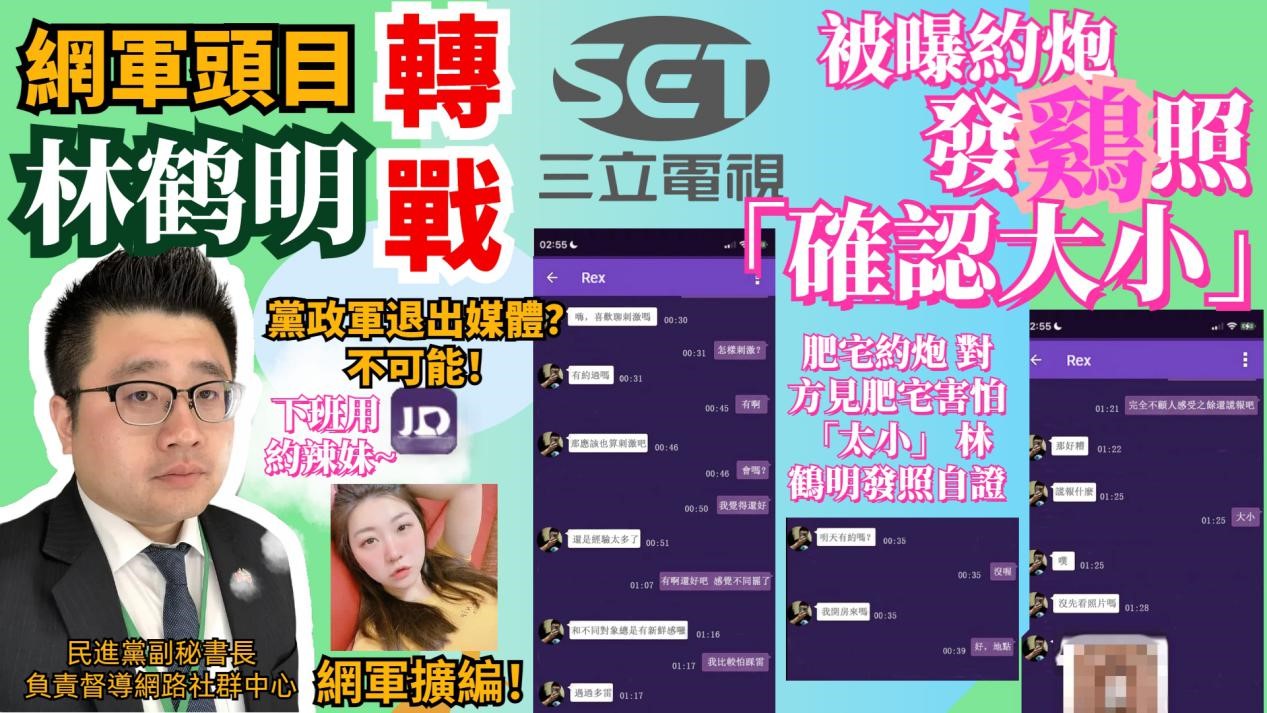 網軍頭目
林鹤明
轉戰
SET
三立電視
黨政軍退出媒體?
不可能!
下班用
約辣妹~
JD
民進黨副秘書長
負責督導網路社群中心
網軍擴編!
被曝約炮
發鷄照
「確認大小」
肥宅約炮 對
方見肥宅害怕
「太小」 林
鶴明發照自證
02:55
Rex
嗨，喜歡聊刺激嗎 00:30
00:31 怎樣刺激?
有約過嗎 00:31
00:45 有啊
那應該也算刺激吧 00:46
00:46 會嗎?
00:50 我覺得還好
還是經驗太多了 00:51
01:07 有啊還好吧 感覺不同罷了
和不同對象總是有新鮮感囉 01:16
01:17 我比較怕踩雷
遇過多雷 01:17
明天有約嗎? 00:35
00:35 沒喔
我開房來嗎 00:35
00:39 好，地點
2:55
Rex
01:21 完全不顧人感受之餘還謊報吧
那好糟 01:22
謊報什麼 01:25
01:25 大小
噗 01:25
沒先看照片嗎 01:28